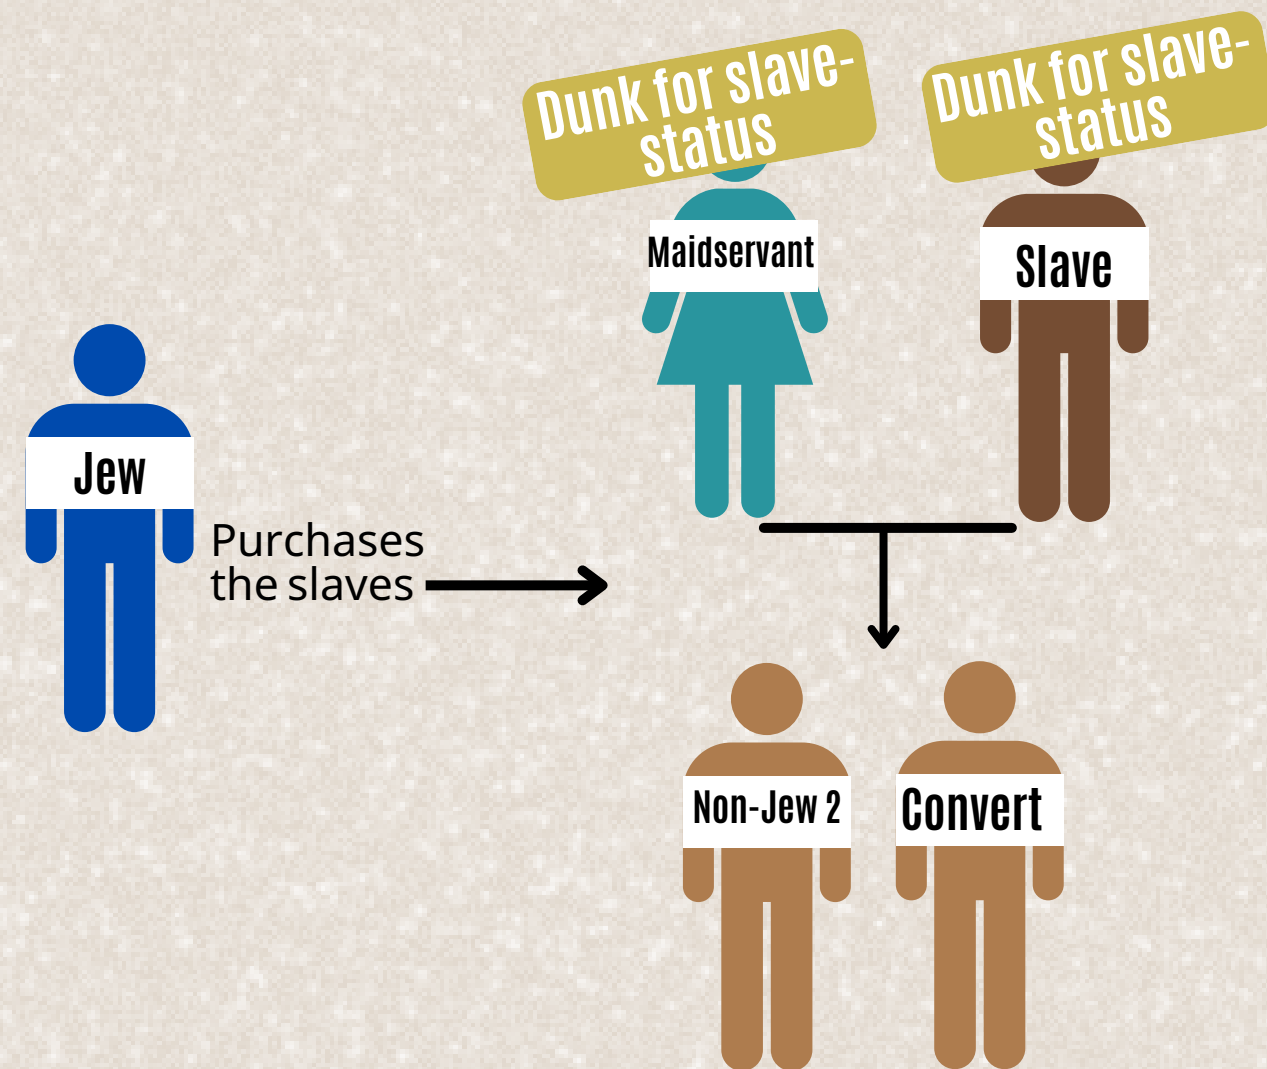 Dunk for slave-
status
Dunk for slave-
status
Maidservant
Slave
Jew
Purchases
the slaves
Non-Jew 2
Convert